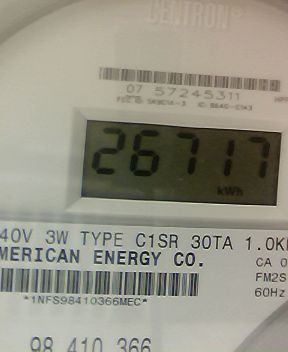 CENTRON®
07 57245311
26717
kWh
40V 3W TYPE C1SR 30TA 1.0K
MERICAN ENERGY CO.
CA 0
FM2S
60Hz
*1NFS98410366MEC*
98 410 366